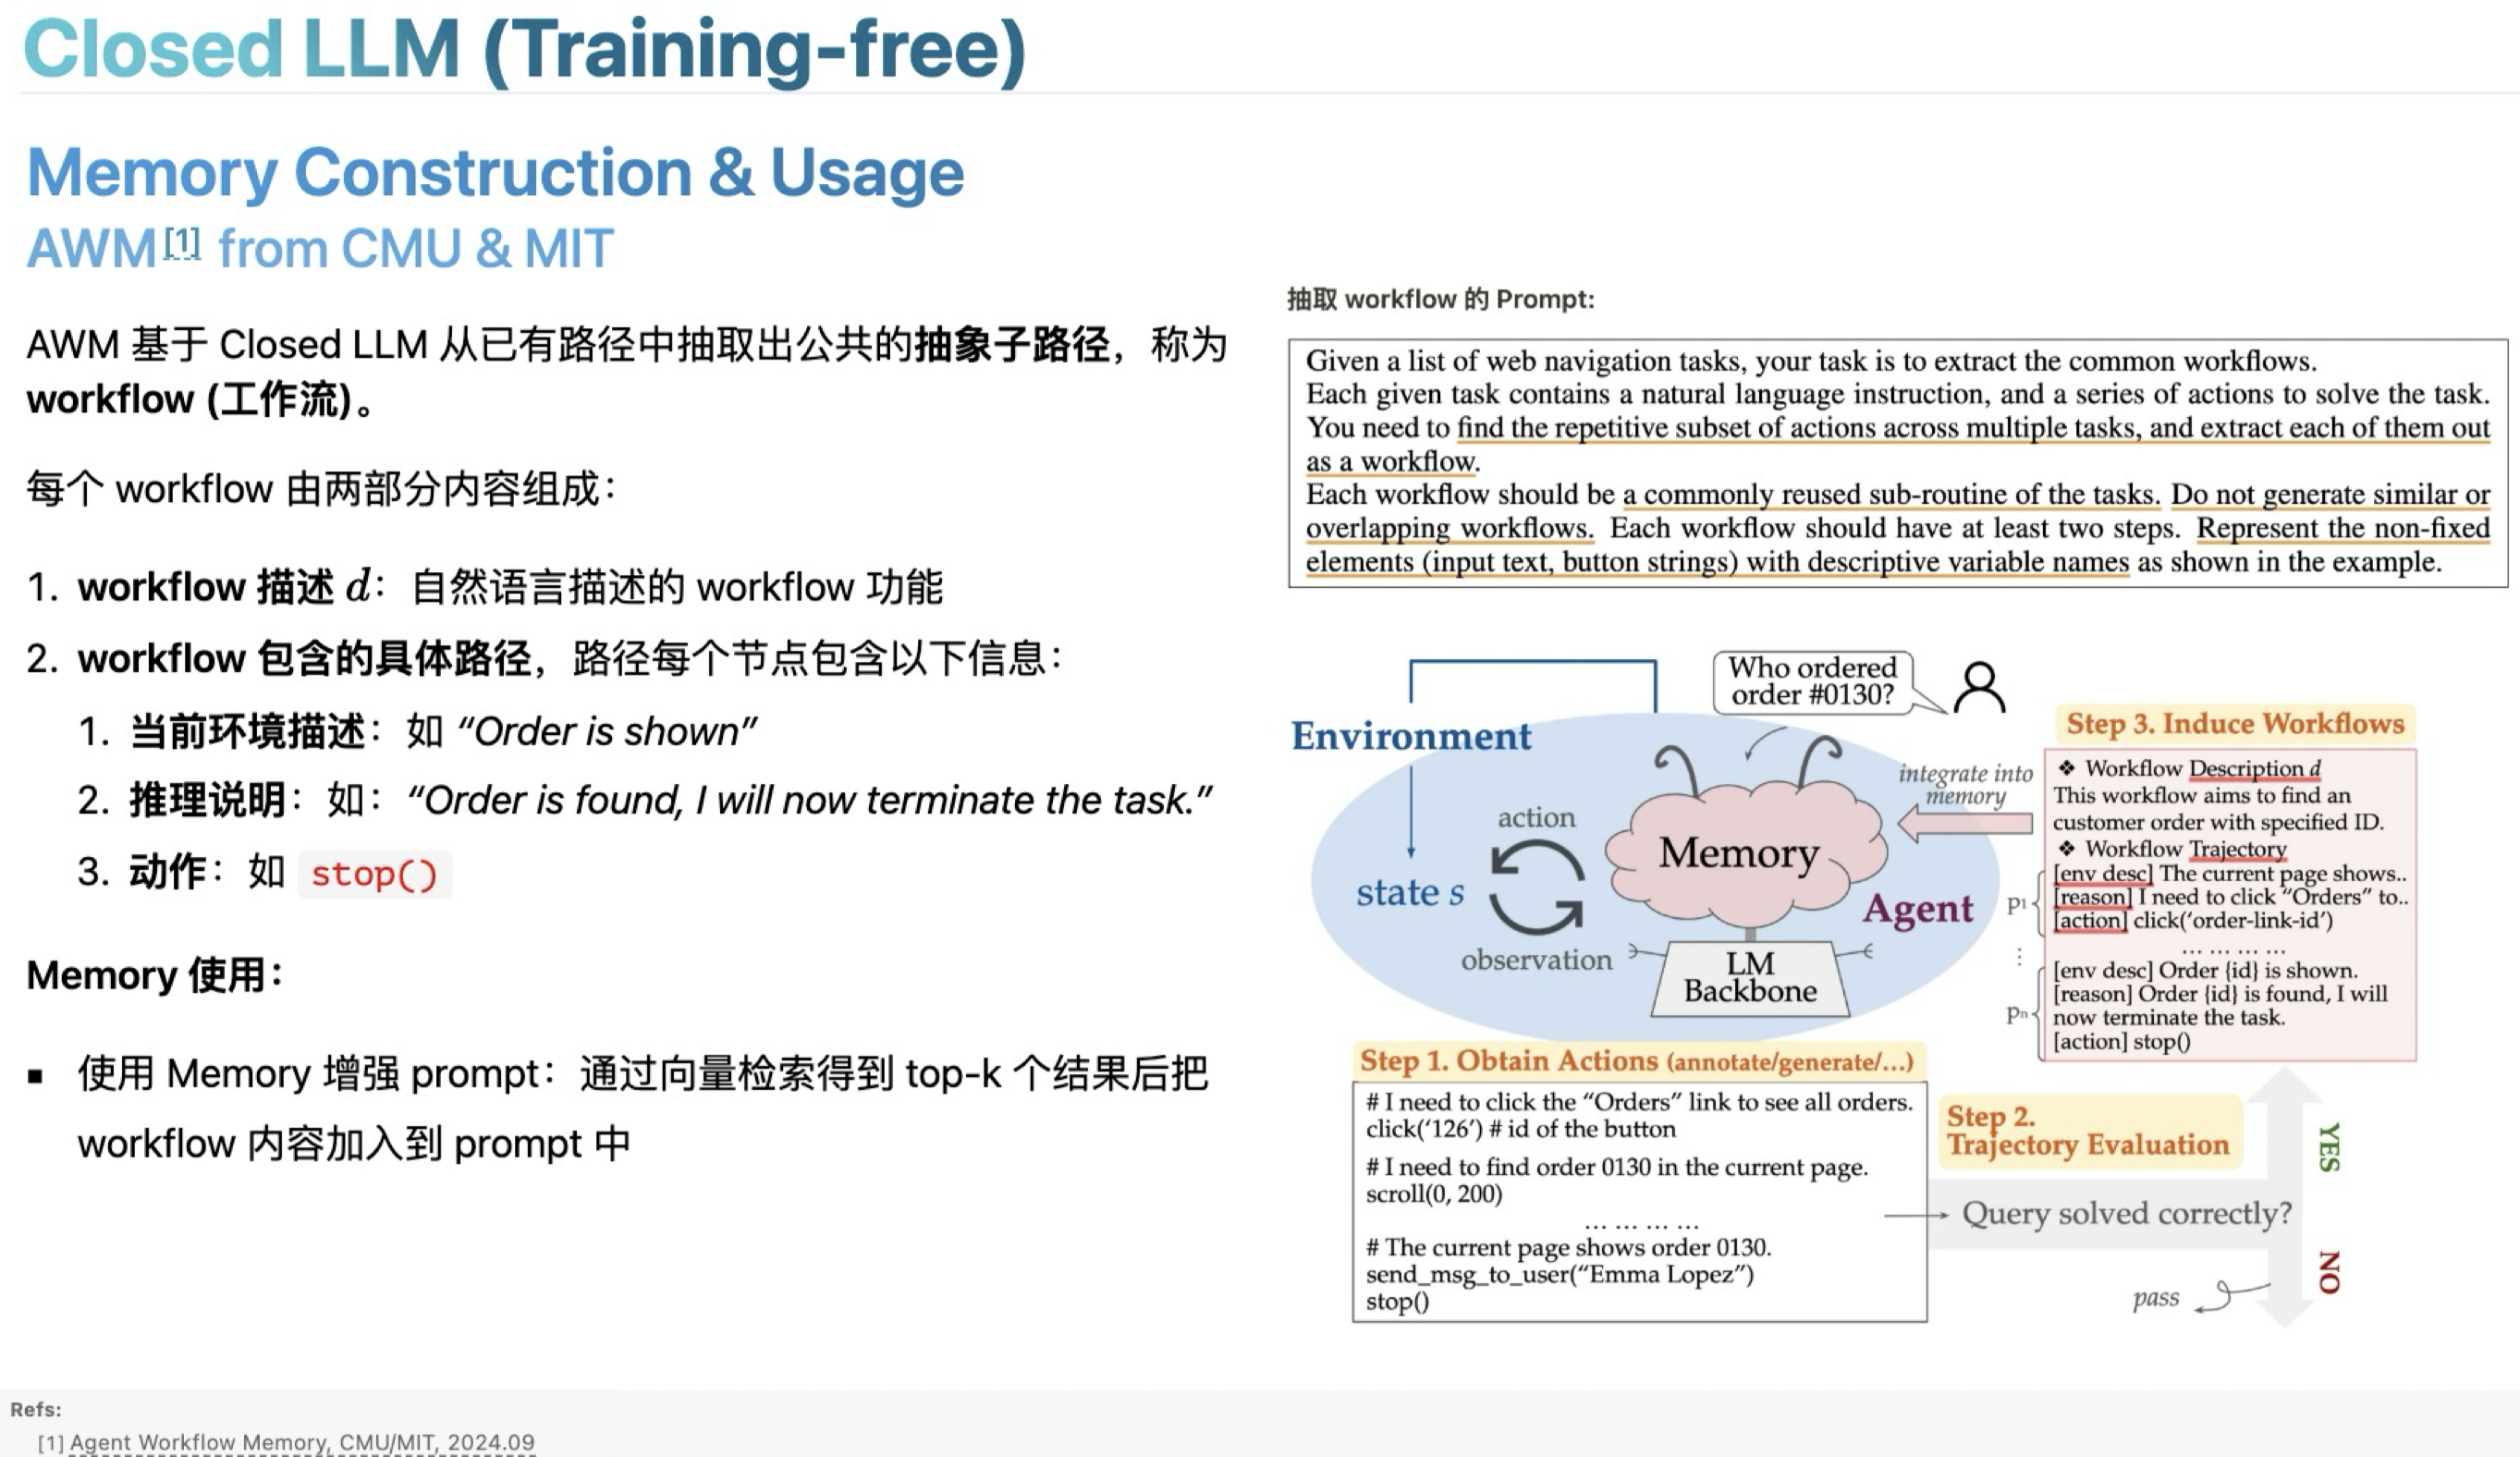 Closed LLM (Training-free)
Memory Construction & Usage
AWM[1] from CMU & MIT
AWM 基于 Closed LLM 从已有路径中抽取出公共的抽象子路径，称为
workflow (工作流)。
每个 workflow 由两部分内容组成：
1. workflow 描述 d：自然语言描述的 workflow 功能
2. workflow 包含的具体路径，路径每个节点包含以下信息：
1. 当前环境描述：如 “Order is shown”
2. 推理说明：如：“Order is found, I will now terminate the task.”
3. 动作：如 stop()
Memory 使用：
▪ 使用 Memory 增强 prompt：通过向量检索得到 top-k 个结果后把
workflow 内容加入到 prompt 中
抽取 workflow 的 Prompt:
Given a list of web navigation tasks, your task is to extract the common workflows.
Each given task contains a natural language instruction, and a series of actions to solve the task.
You need to find the repetitive subset of actions across multiple tasks, and extract each of them out
as a workflow.
Each workflow should be a commonly reused sub-routine of the tasks. Do not generate similar or
overlapping workflows. Each workflow should have at least two steps. Represent the non-fixed
elements (input text, button strings) with descriptive variable names as shown in the example.
Who ordered
order #0130?
Environment
state s
action
observation
Memory
Agent
LM
Backbone
integrate into
memory
Step 3. Induce Workflows
❖ Workflow Description d
This workflow aims to find an
customer order with specified ID.
❖ Workflow Trajectory
p1
[env desc] The current page shows..
[reason] I need to click “Orders” to..
[action] click(‘order-link-id’)
⋮
... ... ... ...
pn
[env desc] Order {id} is shown.
[reason] Order {id} is found, I will
now terminate the task.
[action] stop()
Step 1. Obtain Actions (annotate/generate/...)
# I need to click the “Orders” link to see all orders.
click(‘126’) # id of the button
# I need to find order 0130 in the current page.
scroll(0, 200)
... ... ... ...
# The current page shows order 0130.
send_msg_to_user(“Emma Lopez”)
stop()
Step 2.
Trajectory Evaluation
Query solved correctly?
YES
NO
pass
Refs:
[1] Agent Workflow Memory, CMU/MIT, 2024.09